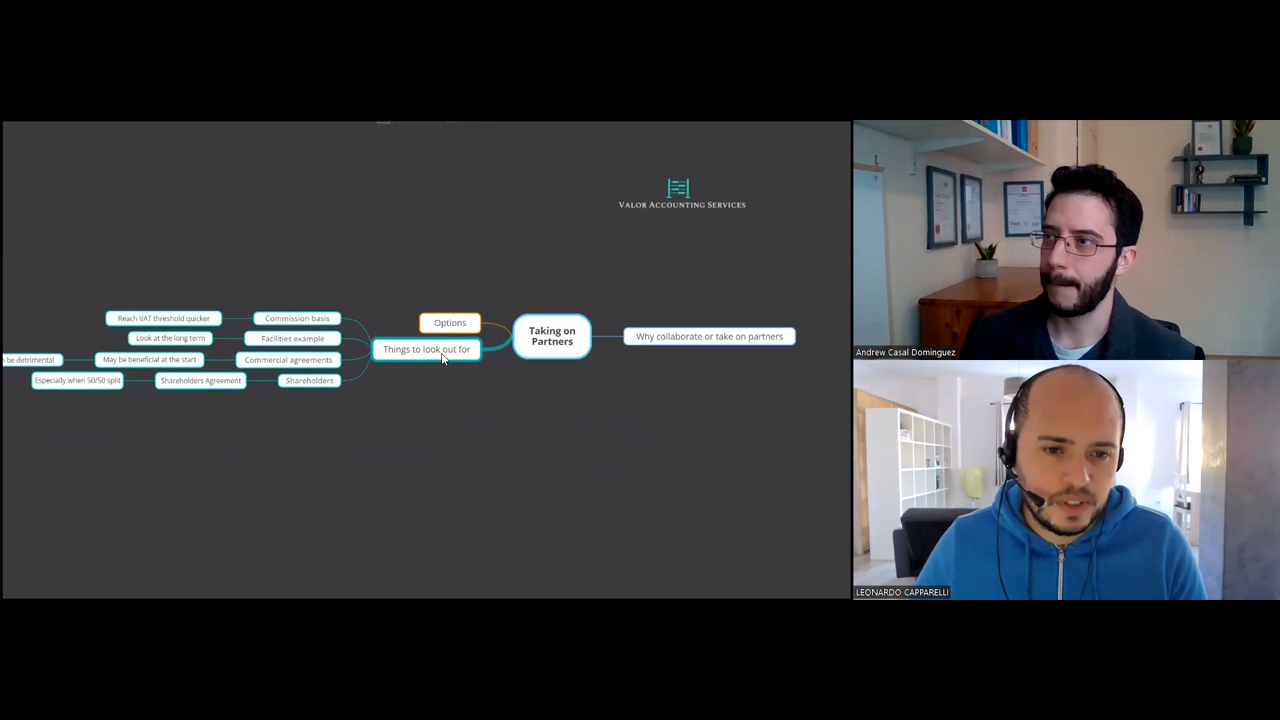 VALOR ACCOUNTING SERVICES
Reach VAT threshold quicker
Commission basis
Options
Taking on
Partners
Why collaborate or take on partners
Look at the long term
Facilities example
Things to look out for
be detrimental
May be beneficial at the start
Commercial agreements
Especially when 50/50 split
Shareholders Agreement
Shareholders
Andrew Casal Dominguez
LEONARDO CAPPARELLI